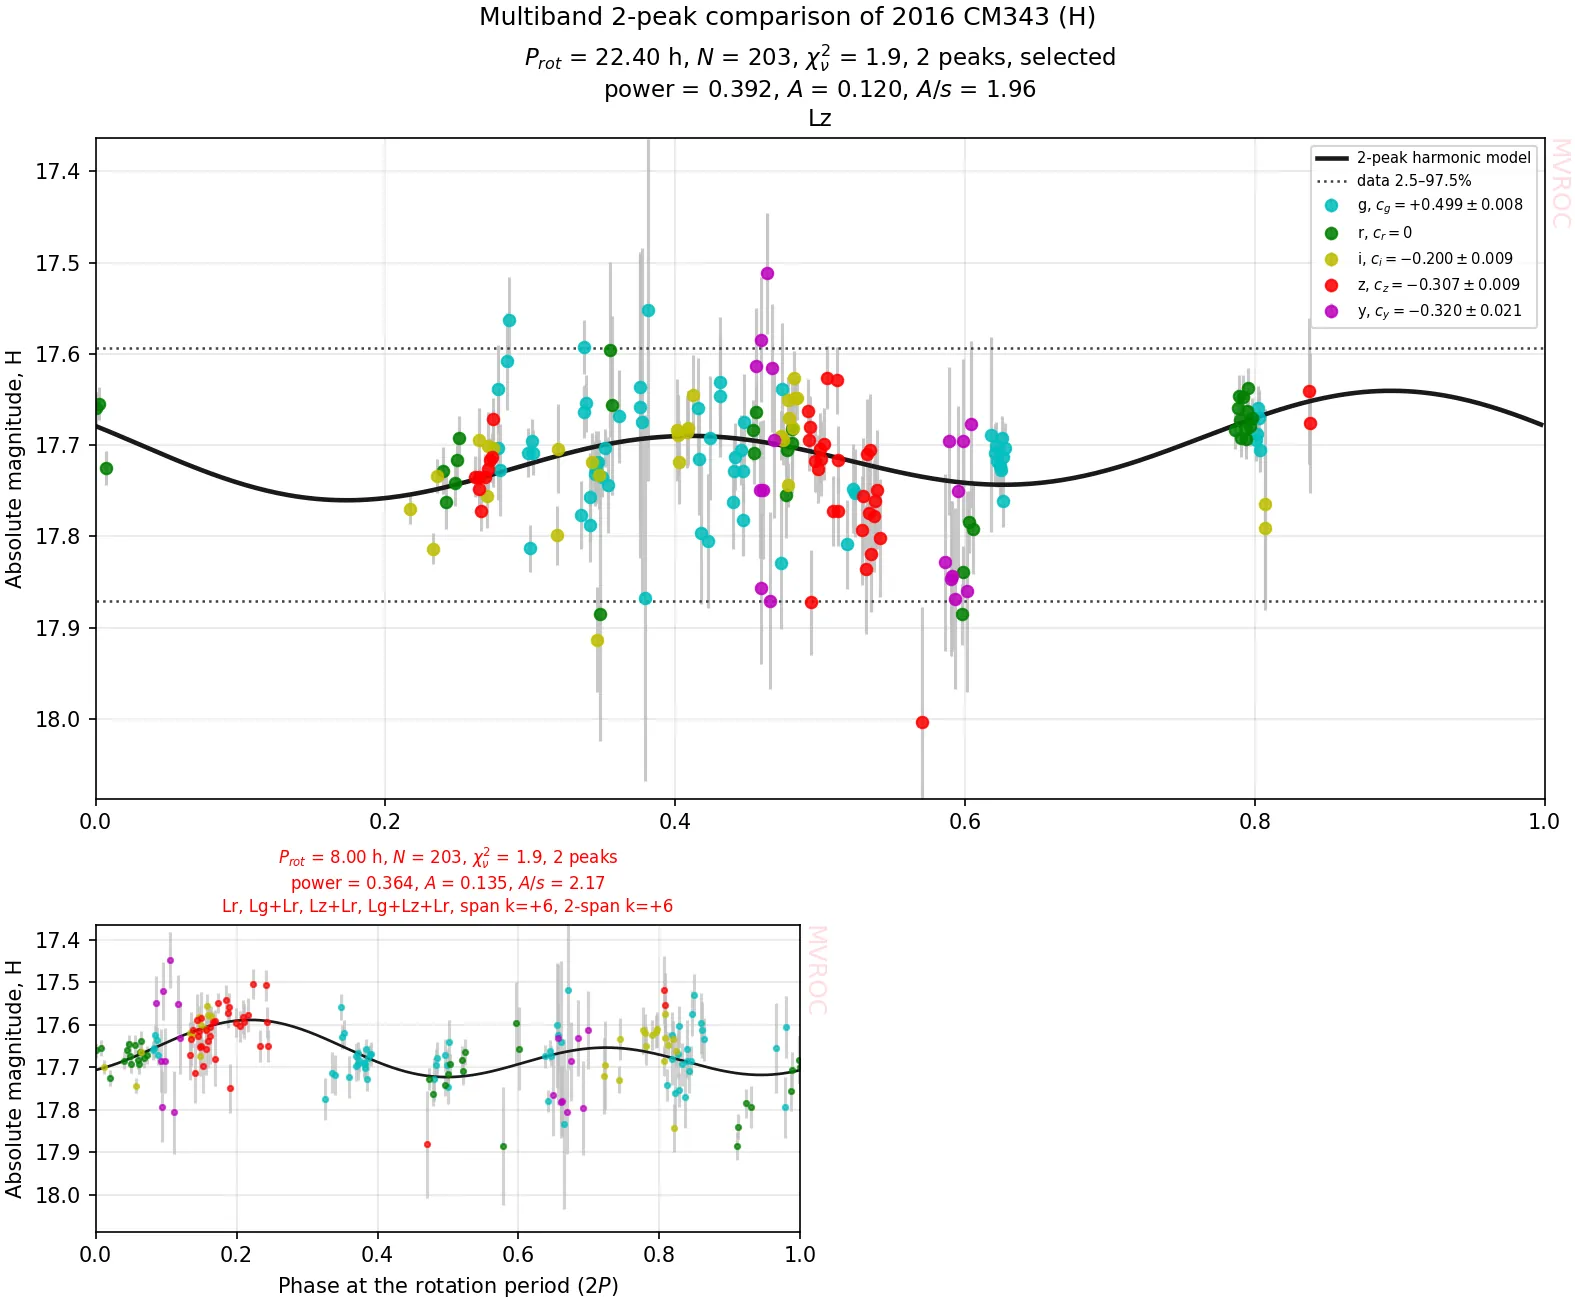 Multiband 2-peak comparison of 2016 CM343 (H)
P_rot = 22.40 h, N = 203, χ²_ν = 1.9, 2 peaks, selected
power = 0.392, A = 0.120, A/s = 1.96
Lz
MVROC
2-peak harmonic model
data 2.5–97.5%
g, c_g = +0.499 ± 0.008
r, c_r = 0
i, c_i = −0.200 ± 0.009
z, c_z = −0.307 ± 0.009
y, c_y = −0.320 ± 0.021
Absolute magnitude, H
17.4
17.5
17.6
17.7
17.8
17.9
18.0
0.0 0.2 0.4 0.6 0.8 1.0
P_rot = 8.00 h, N = 203, χ²_ν = 1.9, 2 peaks
power = 0.364, A = 0.135, A/s = 2.17
Lr, Lg+Lr, Lz+Lr, Lg+Lz+Lr, span k=+6, 2-span k=+6
MVROC
Absolute magnitude, H
17.4
17.5
17.6
17.7
17.8
17.9
18.0
0.0 0.2 0.4 0.6 0.8 1.0
Phase at the rotation period (2P)